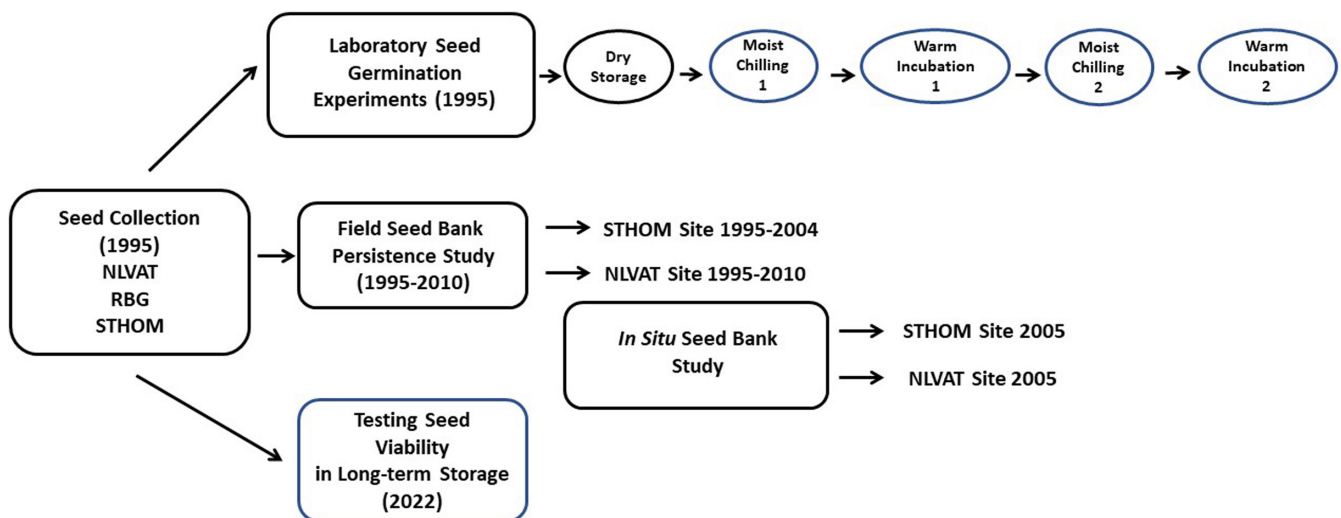 Laboratory Seed
Germination
Experiments (1995)
Dry
Storage
Moist
Chilling
1
Warm
Incubation
1
Moist
Chilling
2
Warm
Incubation
2
Seed Collection
(1995)
NLVAT
RBG
STHOM
Field Seed Bank
Persistence Study
(1995-2010)
STHOM Site 1995-2004
NLVAT Site 1995-2010
In Situ Seed Bank
Study
STHOM Site 2005
NLVAT Site 2005
Testing Seed
Viability
in Long-term Storage
(2022)